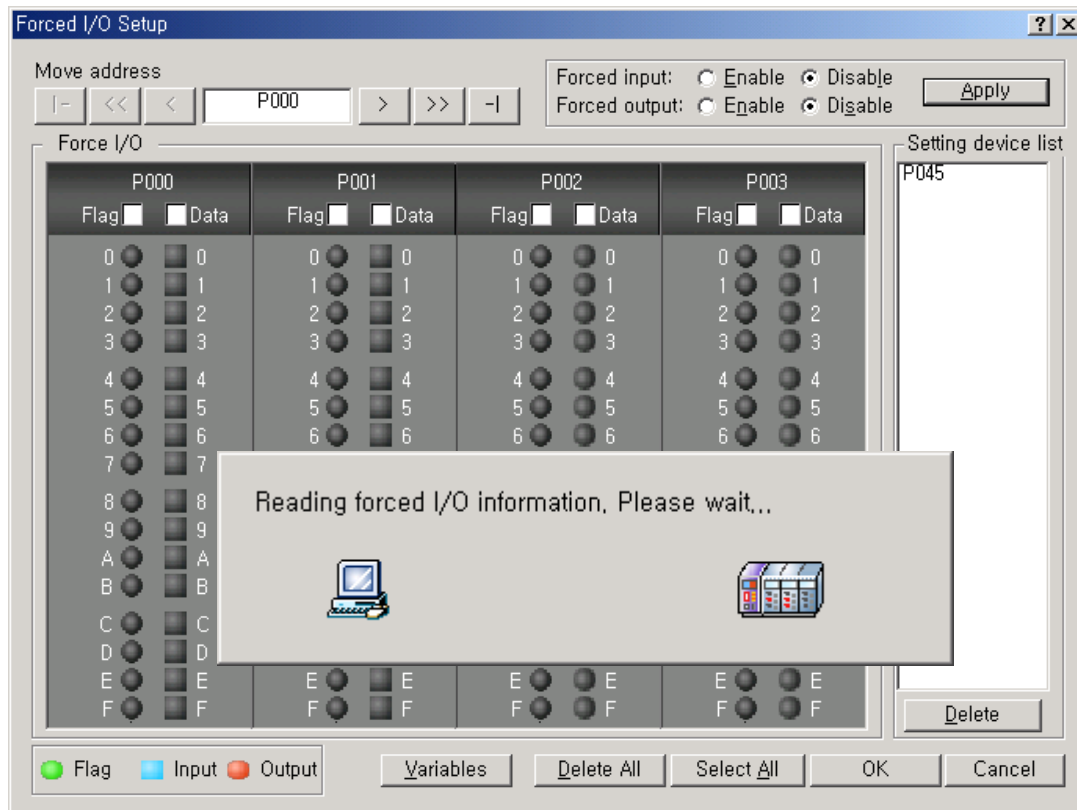 Forced I/O Setup
Move address
|- << < P000 > >> -|
Forced input: Enable Disable
Forced output: Enable Disable
Apply
Force I/O
Setting device list
P000 P001 P002 P003
P045
Flag Data Flag Data Flag Data Flag Data
0 0 0 0 0 0 0 0
1 1 1 1 1 1 1 1
2 2 2 2 2 2 2 2
3 3 3 3 3 3 3 3
4 4 4 4 4 4 4 4
5 5 5 5 5 5 5 5
6 6 6 6 6 6 6 6
7 7
8 8
9 9
A A
B B
C C
D D
Reading forced I/O information, Please wait...
E E E E E E E E
F F F F F F F F
Delete
Flag Input Output
Variables Delete All Select All OK Cancel